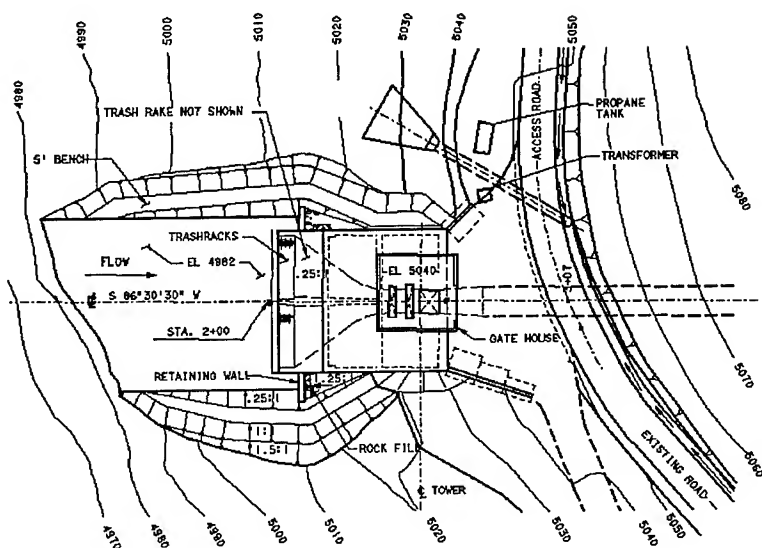 4980
4990
5000
5010
5020
5030
5040
5050
TRASH RAKE NOT SHOWN
ACCESS ROAD
PROPANE
TANK
5' BENCH
TRANSFORMER
5080
TRASHRACKS
FLOW
EL 4982
.25:1
EL 5040
S 86°30'30" W
STA. 2+00
GATE HOUSE
RETAINING WALL
.25:1
.25:1
5070
1:1
1.5:1
ROCK FILL
EXISTING ROAD
5060
℄ TOWER
4970
4980
4990
5000
5010
5020
5030
5040
5050